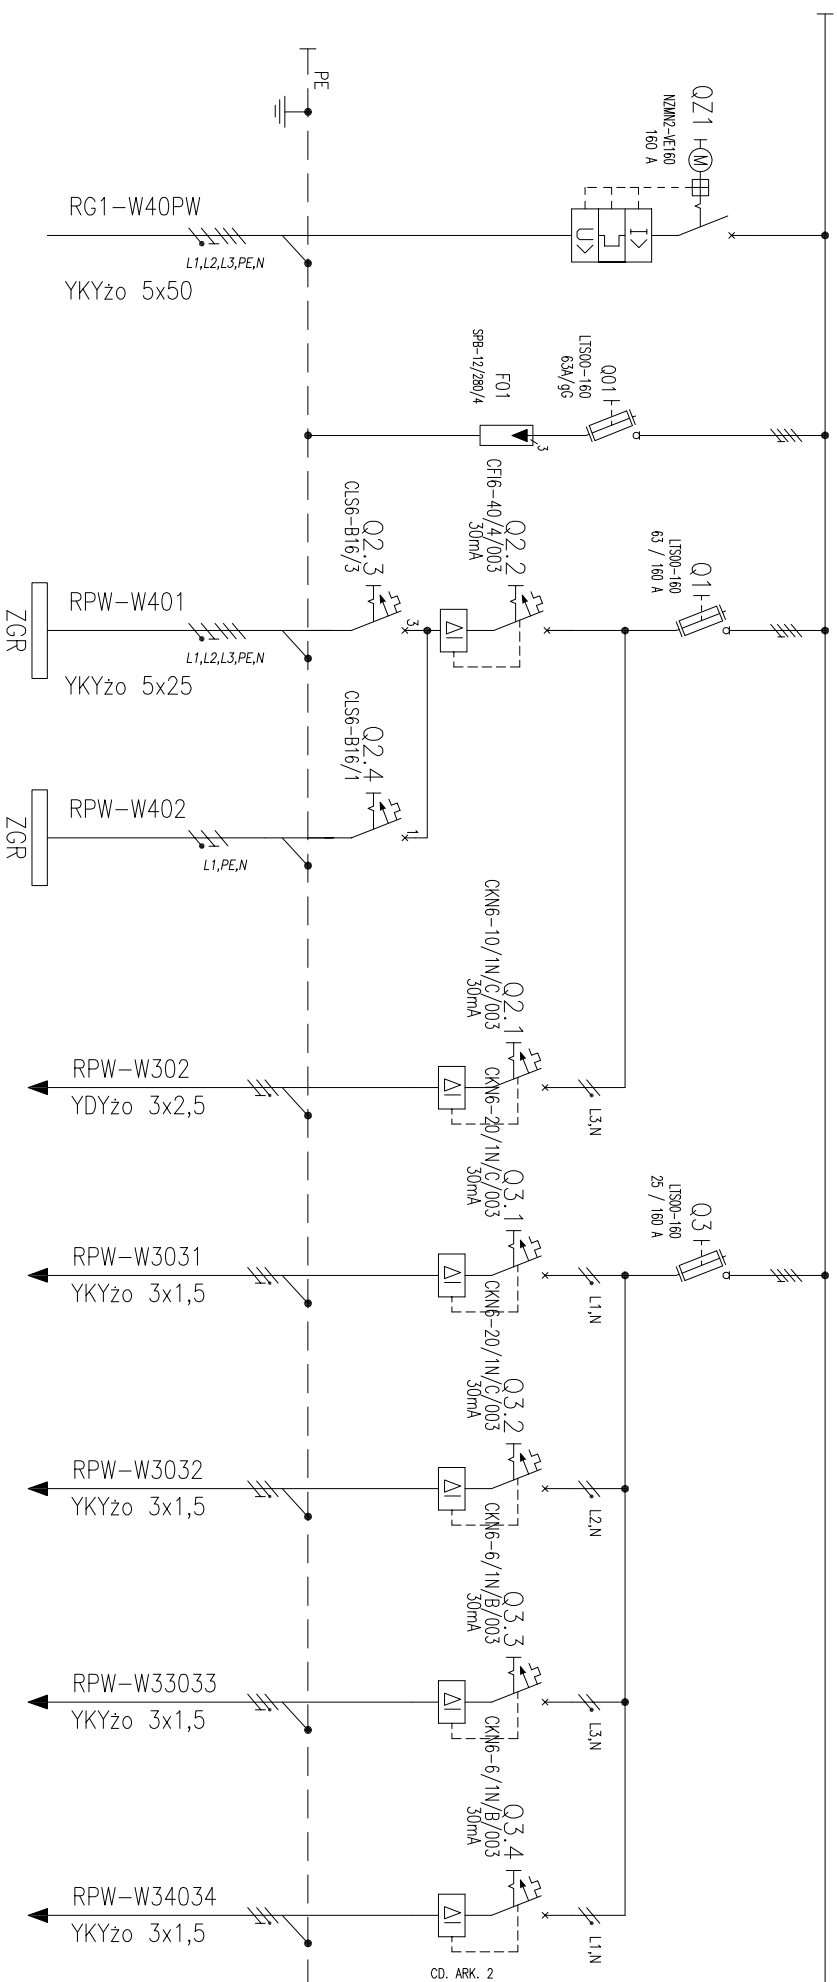 PE
QZ1
NZMN2-VE160
160 A
M
I>
U<
RG1-W40PW
L1,L2,L3,PE,N
YKYżo 5x50
Q01
LTS00-160
63A/gG
F01
SPB-12/280/4
3
Q1
LTS00-160
63 / 160 A
Q2.2
CFI6-40/4/003
30mA
Q2.3
CLS6-B16/3
3
RPW-W401
L1,L2,L3,PE,N
YKYżo 5x25
ZGR
Q2.4
CLS6-B16/1
1
RPW-W402
L1,PE,N
ZGR
Q2.1
CKN6-10/1N/C/003
30mA
L3,N
RPW-W302
YDYżo 3x2,5
Q3
LTS00-160
25 / 160 A
Q3.1
CKN6-20/1N/C/003
30mA
L1,N
RPW-W3031
YKYżo 3x1,5
Q3.2
CKN6-20/1N/C/003
30mA
L2,N
RPW-W3032
YKYżo 3x1,5
Q3.3
CKN6-6/1N/B/003
30mA
L3,N
RPW-W33033
YKYżo 3x1,5
Q3.4
CKN6-6/1N/B/003
30mA
L1,N
RPW-W34034
YKYżo 3x1,5
CD. ARK. 2